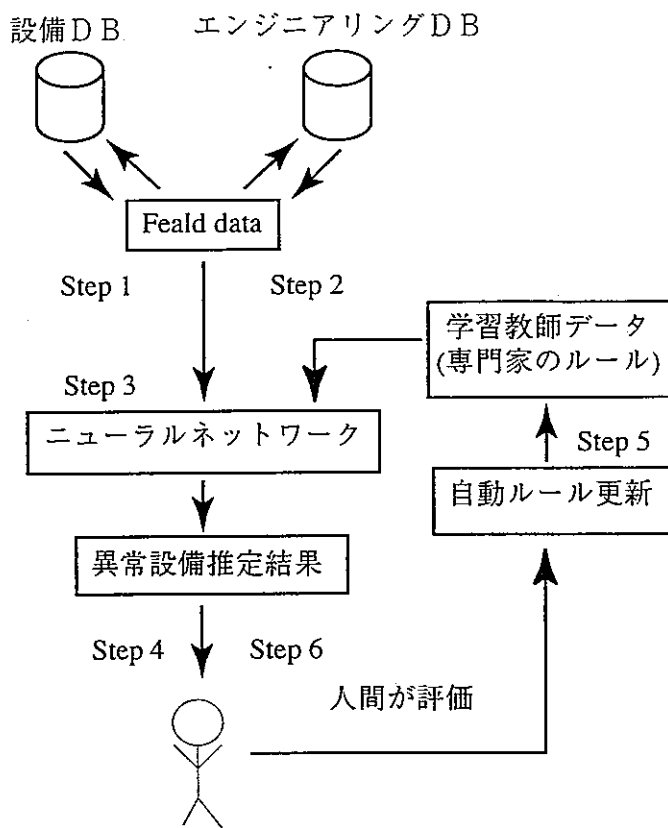 設備ＤＢ
エンジニアリングＤＢ
Feald data
Step 1
Step 2
学習教師データ
(専門家のルール)
Step 3
ニューラルネットワーク
Step 5
自動ルール更新
異常設備推定結果
Step 4
Step 6
人間が評価